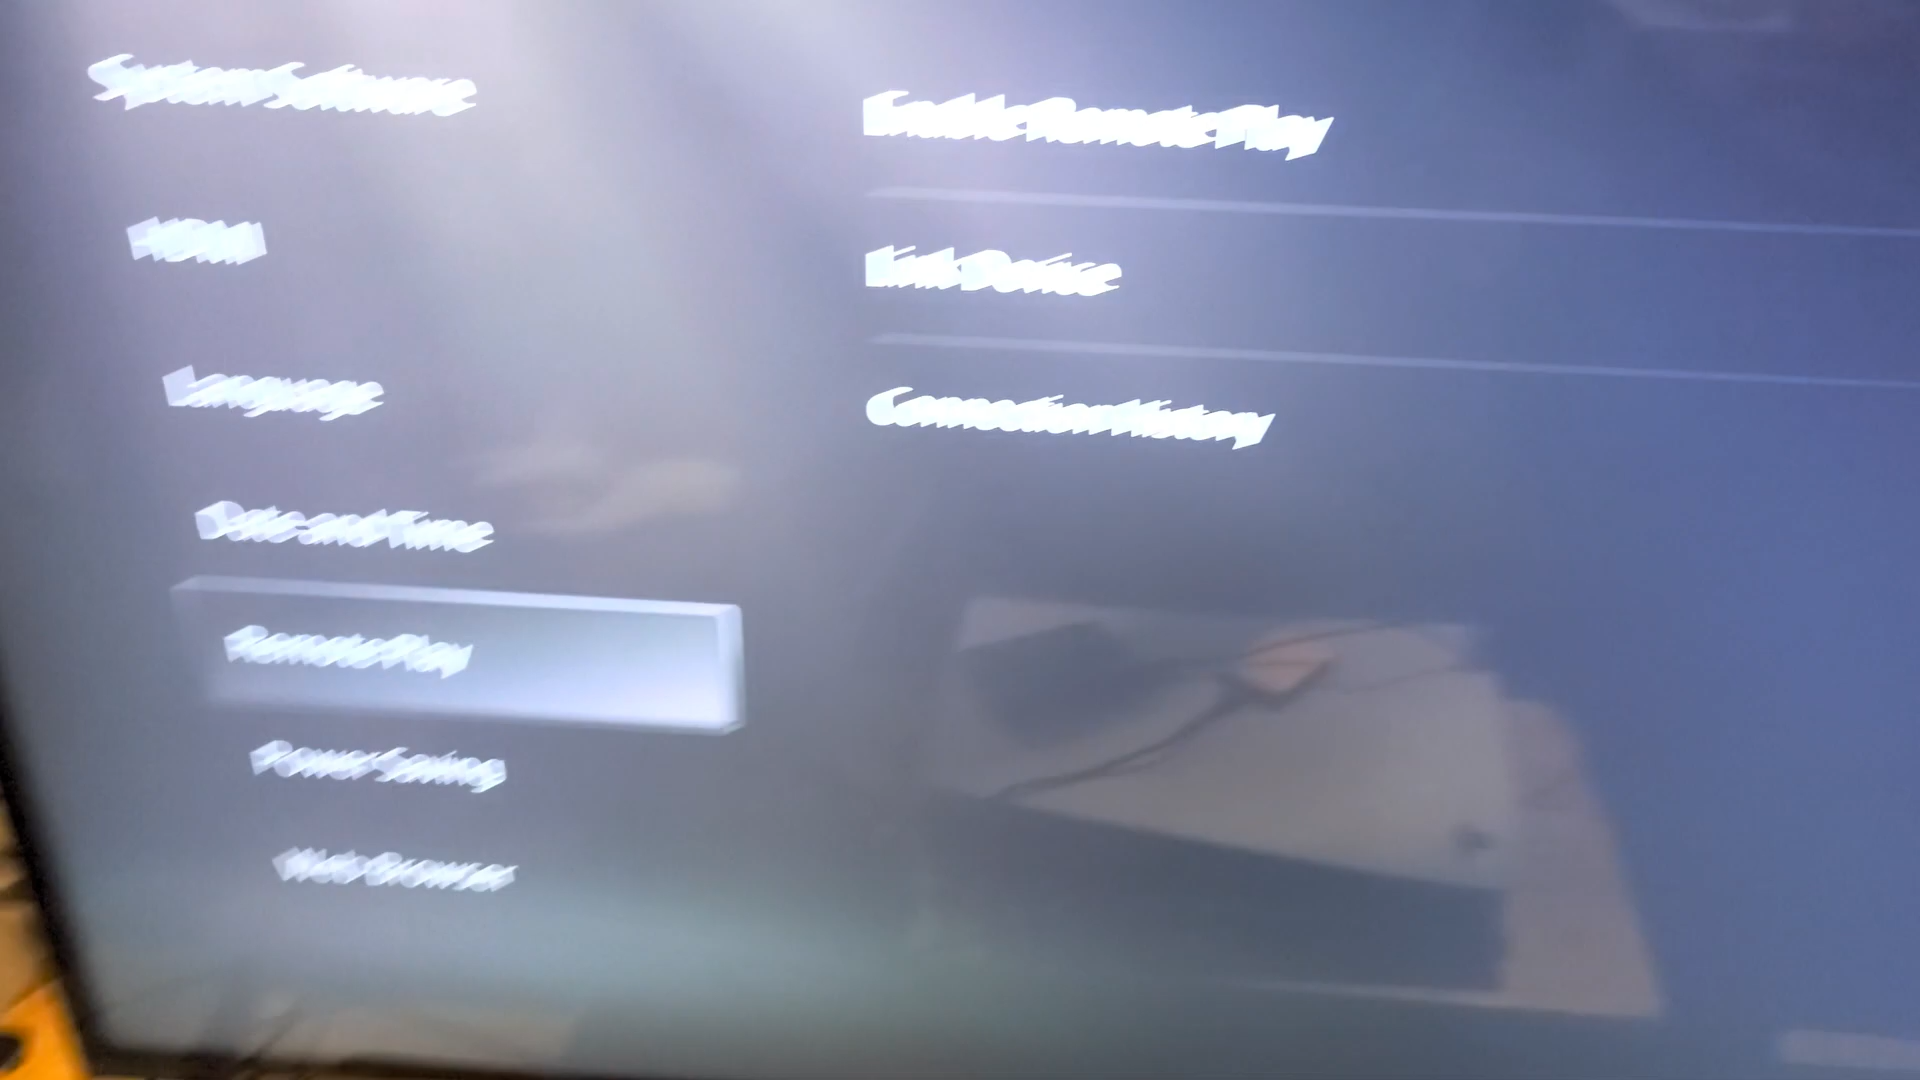 System Software
HDMI
Language
Date and Time
Remote Play
Power Saving
Web Browser
Enable Remote Play
Link Device
Connection History